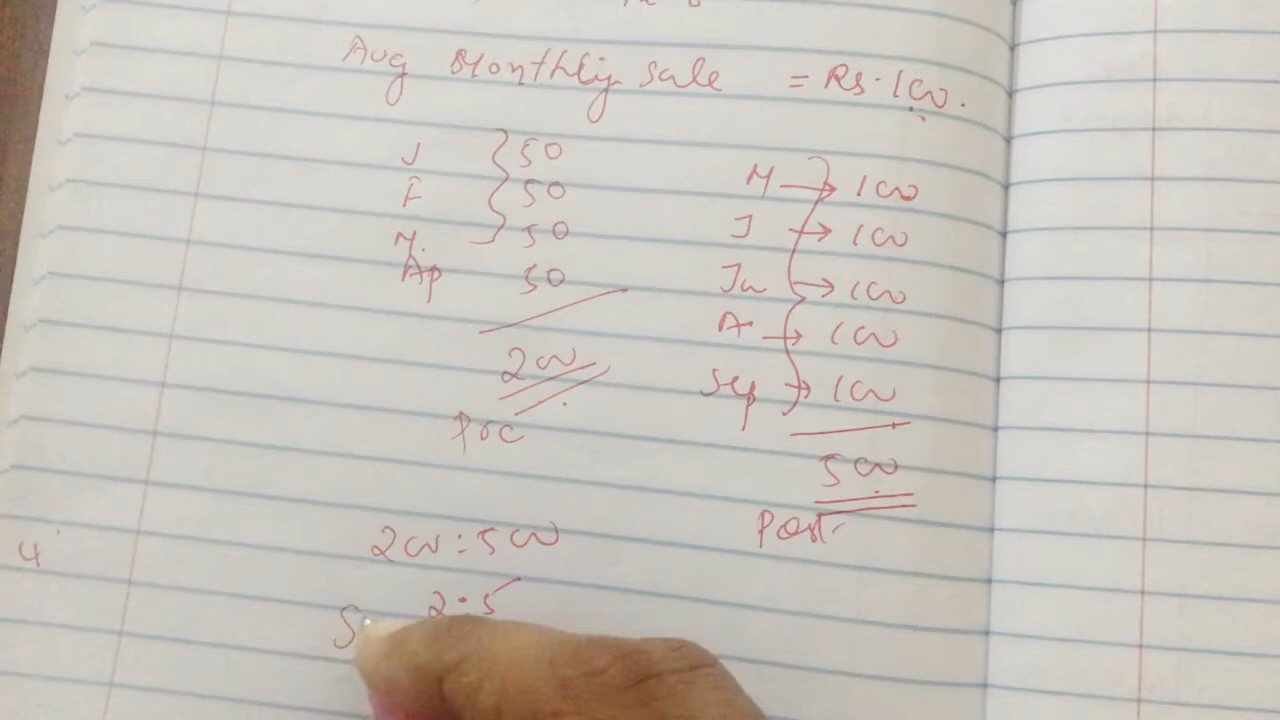 Avg Monthly sale = Rs. 100.
J 50
F 50
M. 50
Ap 50
200
Pre
M → 100
J → 100
Ju → 100
A → 100
Sep → 100
500
Post
4
200 : 500
2 : 5
S